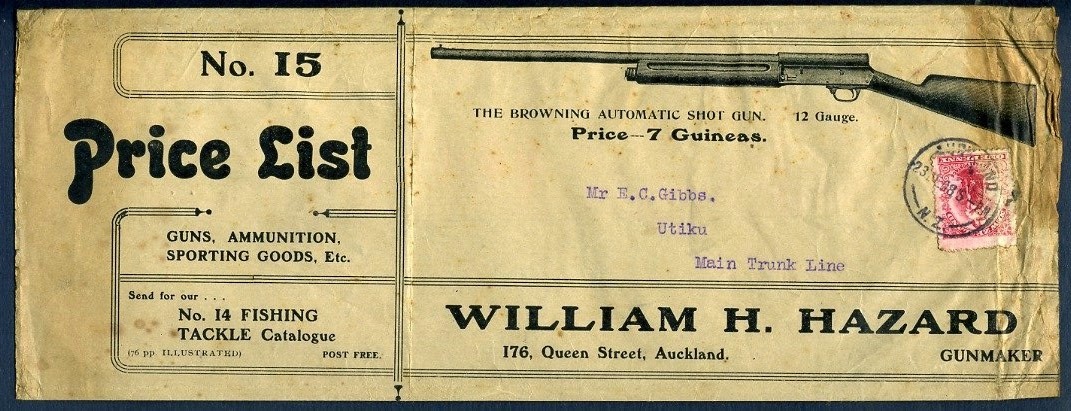 No. 15
Price List
GUNS, AMMUNITION,
SPORTING GOODS, Etc.
Send for our . . .
No. 14 FISHING
TACKLE Catalogue
(76 pp. ILLUSTRATED) POST FREE.
THE BROWNING AUTOMATIC SHOT GUN. 12 Gauge.
Price--7 Guineas.
Mr E.C.Gibbs.
Utiku
Main Trunk Line
AUCKLAND
N.Z.
WILLIAM H. HAZARD
176, Queen Street, Auckland.
GUNMAKER